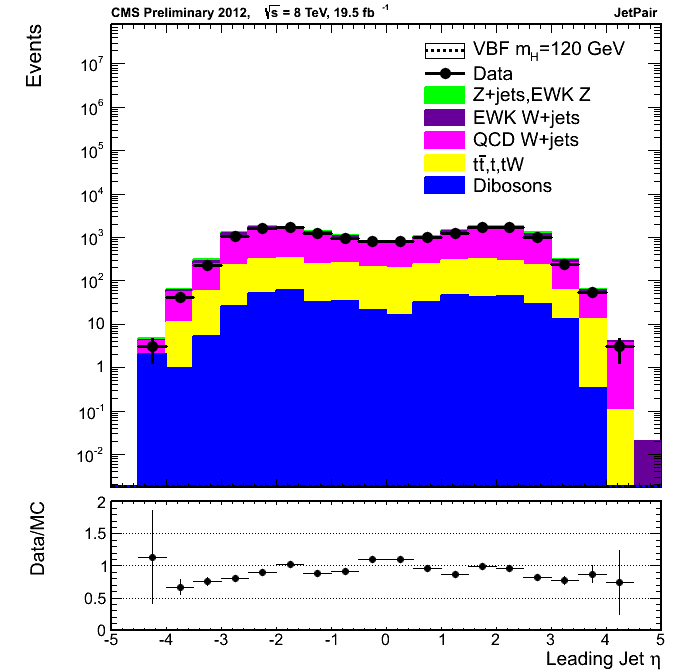 CMS Preliminary 2012, √s = 8 TeV, 19.5 fb⁻¹ JetPair
Events
VBF m_H=120 GeV
Data
Z+jets,EWK Z
EWK W+jets
QCD W+jets
tt̄,t,tW
Dibosons
10⁷
10⁶
10⁵
10⁴
10³
10²
10
1
10⁻¹
10⁻²
Data/MC
2
1.5
1
0.5
0
-5 -4 -3 -2 -1 0 1 2 3 4 5
Leading Jet η